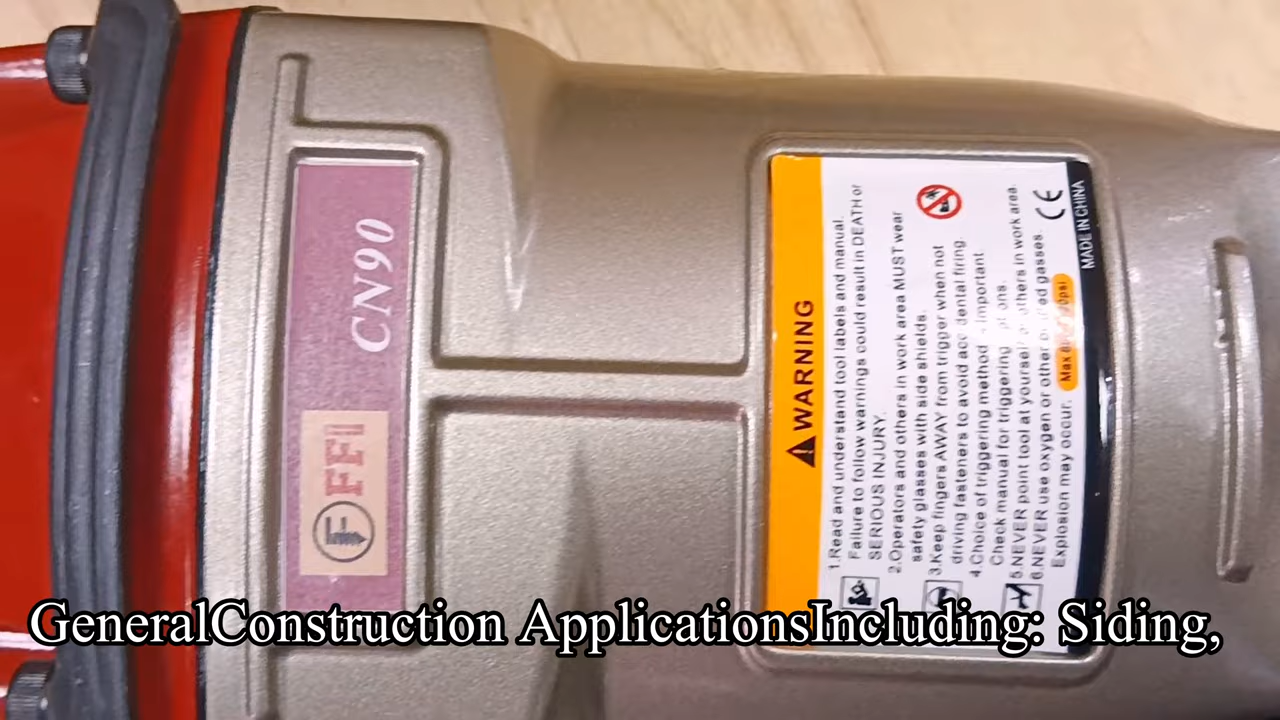 FFI CN90
WARNING
1.Read and understand tool labels and manual.
Failure to follow warnings could result in DEATH or
SERIOUS INJURY.
2.Operators and others in work area MUST wear
safety glasses with side shields.
3.Keep fingers AWAY from trigger when not
driving fasteners to avoid dental firing.
4.Choice of triggering method important
Check manual for triggering
5.NEVER point tool at yourself others in work area.
6.NEVER use oxygen or other gasses.
Explosion may occur. Max
CE
MADE IN CHINA
GeneralConstruction ApplicationsIncluding: Siding,